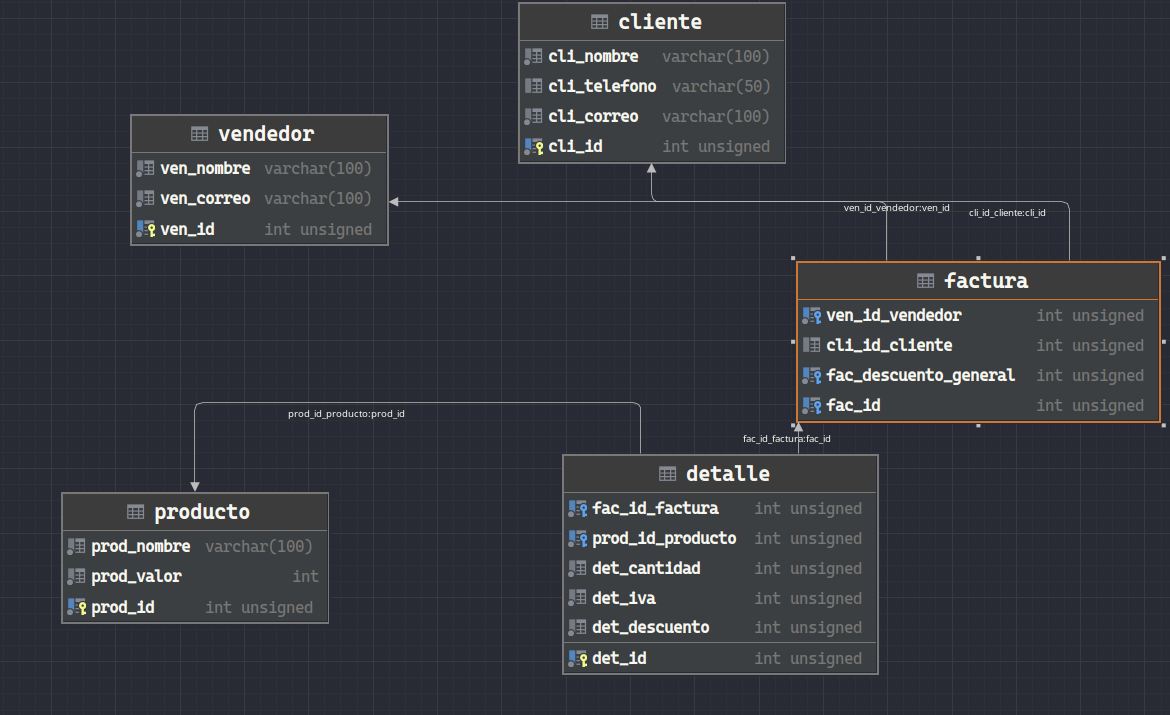 cliente
cli_nombre varchar(100)
cli_telefono varchar(50)
cli_correo varchar(100)
cli_id int unsigned
vendedor
ven_nombre varchar(100)
ven_correo varchar(100)
ven_id int unsigned
ven_id_vendedor:ven_id
cli_id_cliente:cli_id
factura
ven_id_vendedor int unsigned
cli_id_cliente int unsigned
fac_descuento_general int unsigned
fac_id int unsigned
prod_id_producto:prod_id
fac_id_factura:fac_id
detalle
fac_id_factura int unsigned
prod_id_producto int unsigned
det_cantidad int unsigned
det_iva int unsigned
det_descuento int unsigned
det_id int unsigned
producto
prod_nombre varchar(100)
prod_valor int
prod_id int unsigned